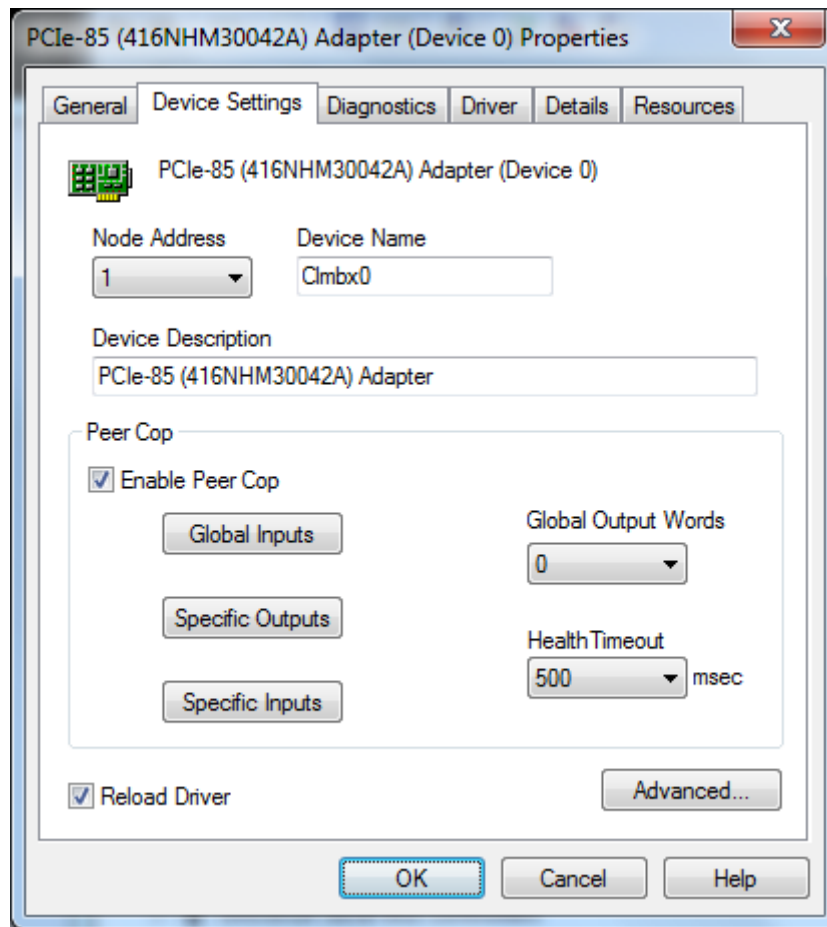 PCIe-85 (416NHM30042A) Adapter (Device 0) Properties
General Device Settings Diagnostics Driver Details Resources
PCIe-85 (416NHM30042A) Adapter (Device 0)
Node Address Device Name
1 Clmbx0
Device Description
PCIe-85 (416NHM30042A) Adapter
Peer Cop
Enable Peer Cop
Global Inputs
Global Output Words
0
Specific Outputs
Health Timeout
500 msec
Specific Inputs
Reload Driver
Advanced...
OK Cancel Help